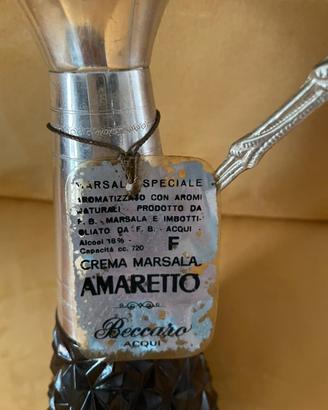 MARSALA SPECIALE
AROMATIZZATO CON AROMI
NATURALI - PRODOTTO DA
F. B. - MARSALA E IMBOTTI-
GLIATO DA F. B. - ACQUI -
Alcool 18% -
Capacità cc. 720
F
CREMA MARSALA
AMARETTO
Beccaro
ACQUI